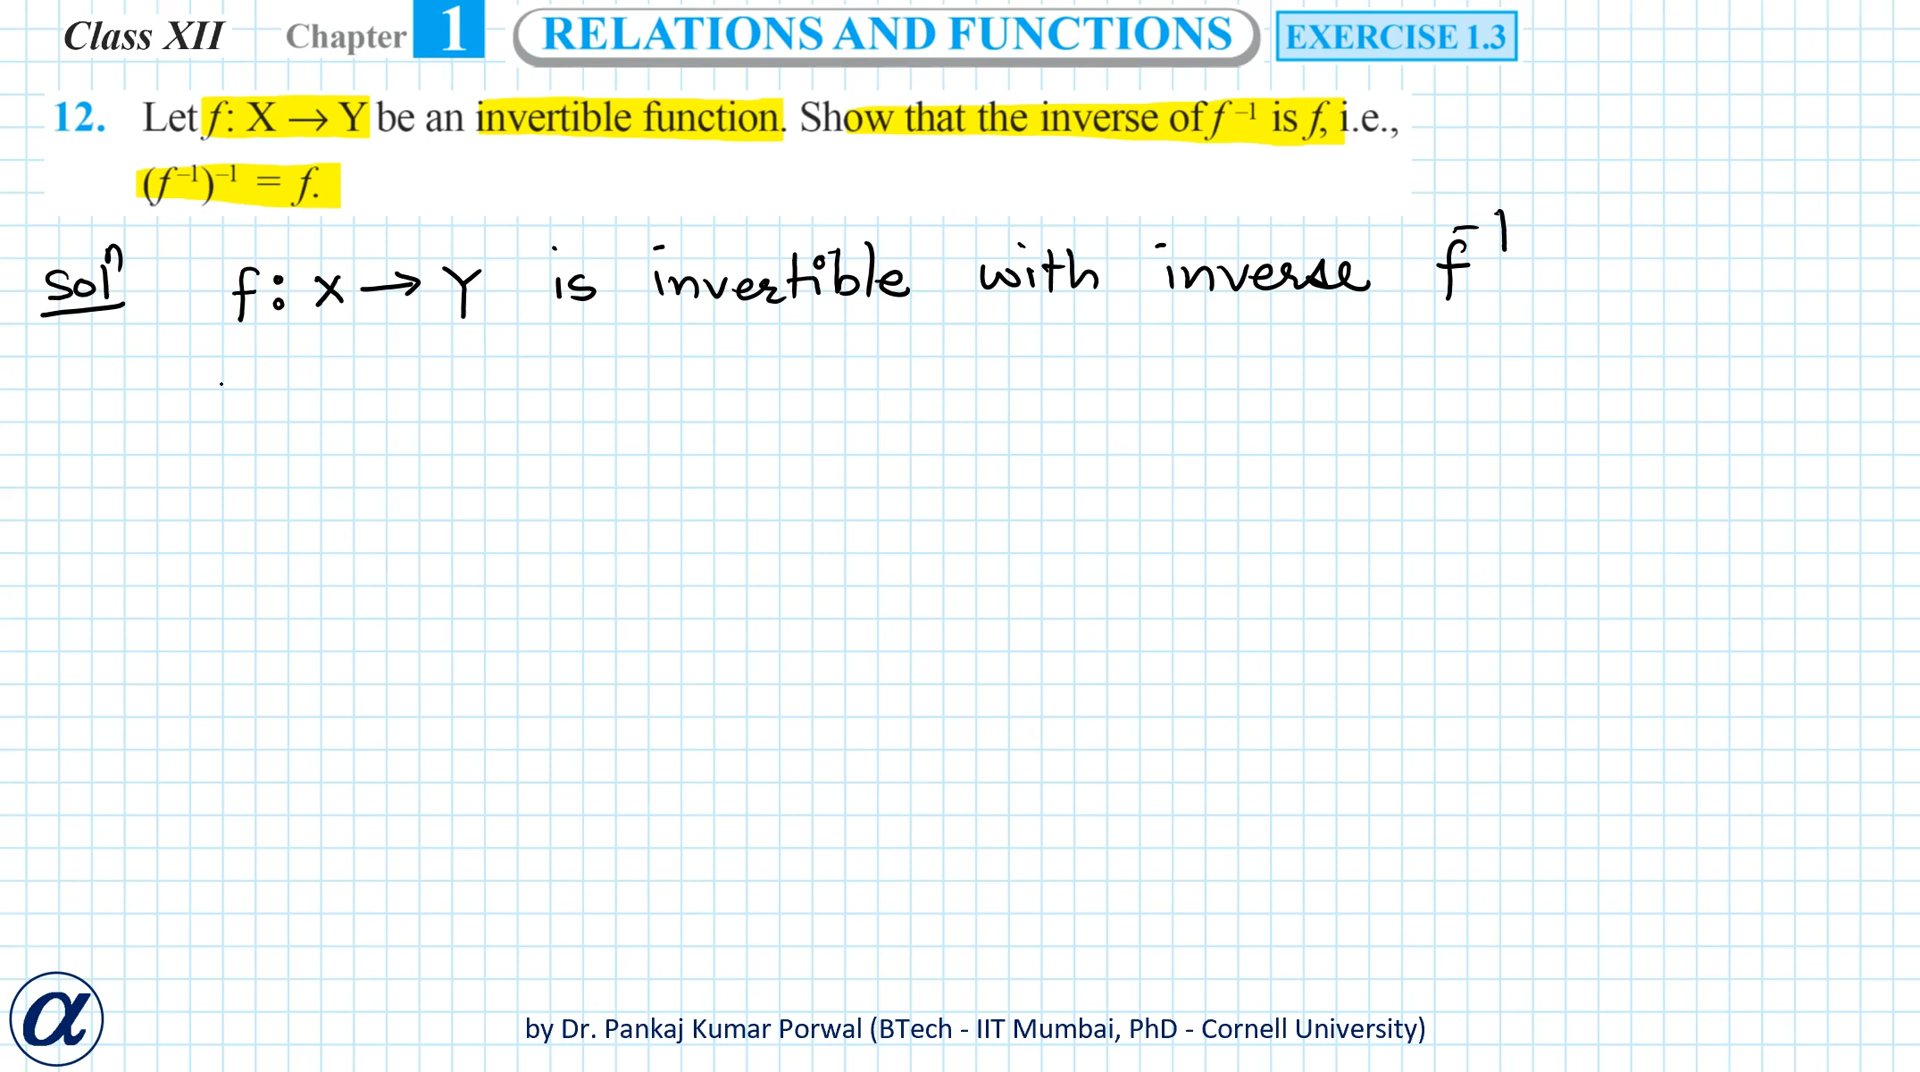 Class XII Chapter 1 RELATIONS AND FUNCTIONS EXERCISE 1.3
12. Let f : X → Y be an invertible function. Show that the inverse of f⁻¹ is f, i.e.,
(f⁻¹)⁻¹ = f.
Solⁿ f : X → Y is invertible with inverse f⁻¹
α
by Dr. Pankaj Kumar Porwal (BTech - IIT Mumbai, PhD - Cornell University)